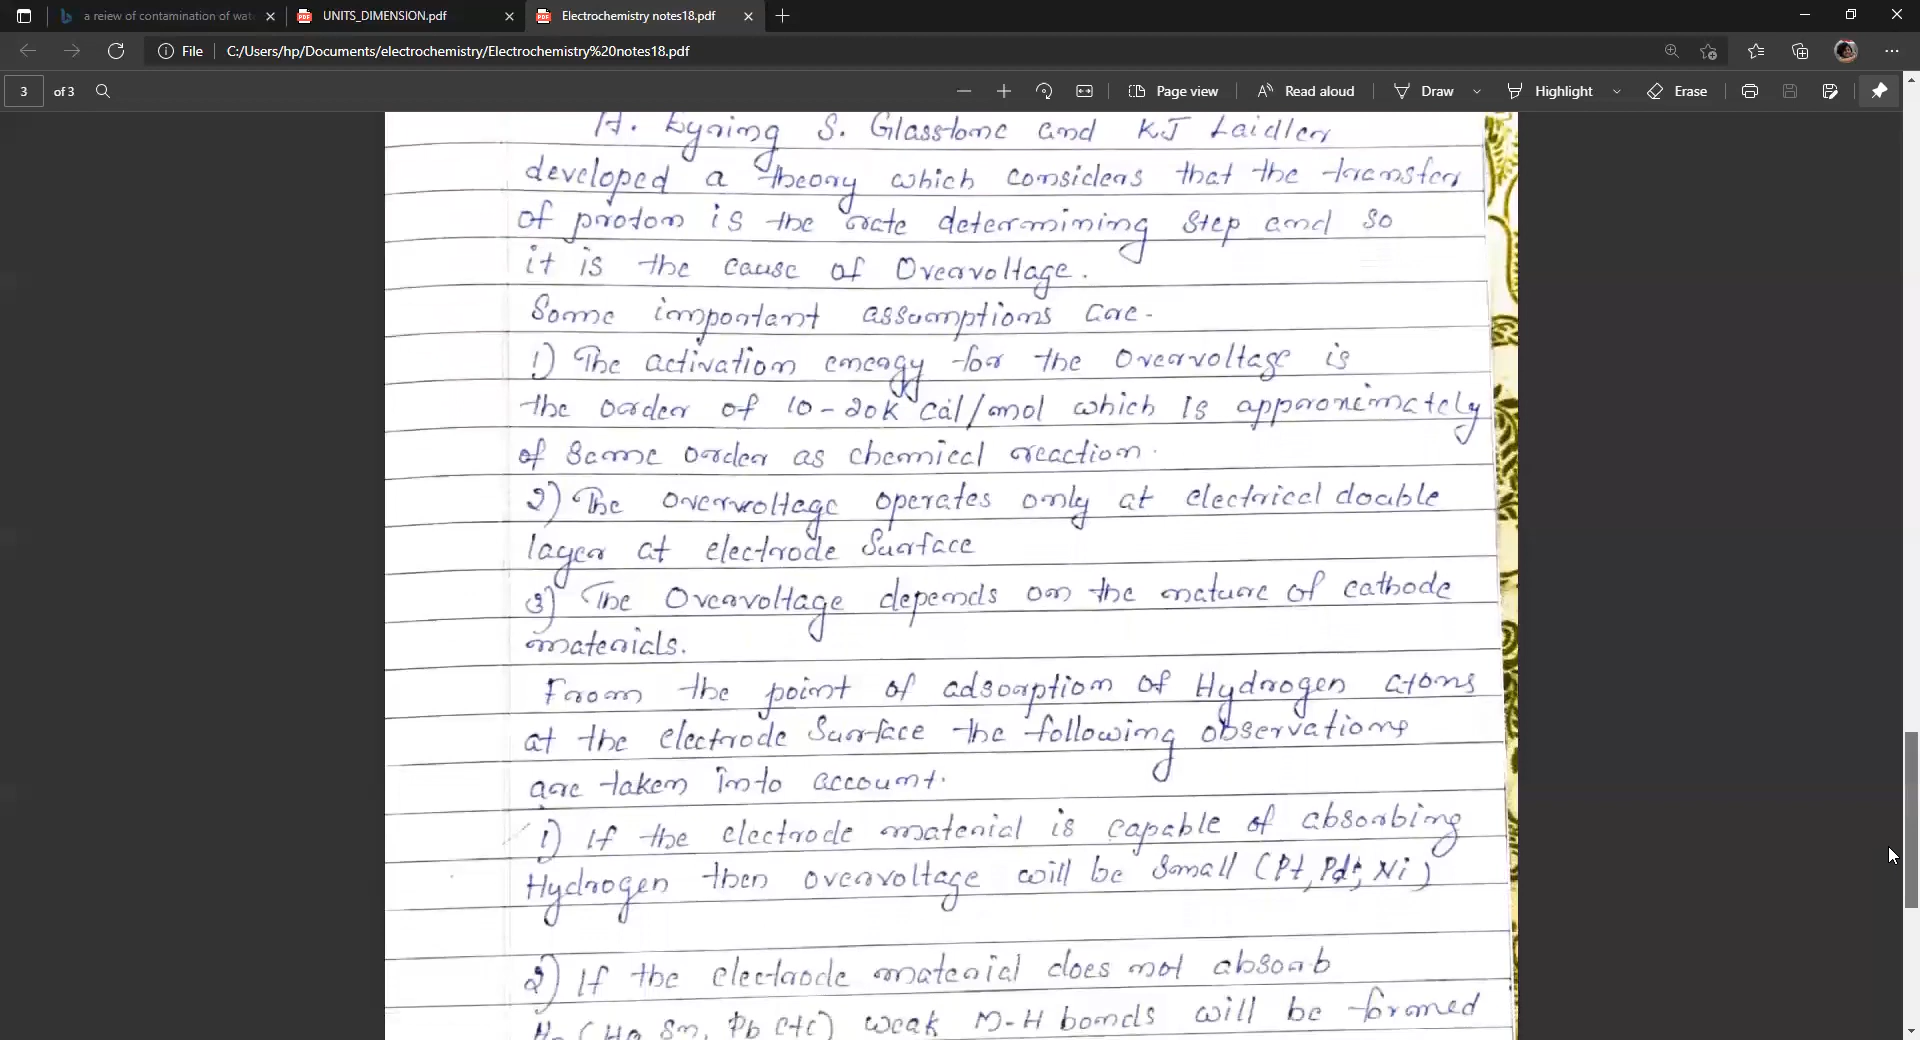 a reiew of contamination of wat
UNITS_DIMENSION.pdf
Electrochemistry notes18.pdf
File
C:/Users/hp/Documents/electrochemistry/Electrochemistry%20notes18.pdf
3 of 3
Page view
Read aloud
Draw
Highlight
Erase
H. Eyring S. Glasstone and KJ Laidler
developed a theory which considers that the transfer
of proton is the rate determining step and so
it is the cause of Overvoltage.
Some important assumptions are-
1) The activation energy for the Overvoltage is
the order of 10-20K cal/mol which is approximately
of same order as chemical reaction.
2) The overvoltage operates only at electrical double
layer at electrode Surface
3) The Overvoltage depends on the nature of cathode
materials.
From the point of adsorption of Hydrogen atoms
at the electrode Surface the following observations
are taken into account.
1) If the electrode material is capable of absorbing
Hydrogen then overvoltage will be small (Pt, Pd, Ni)
2) If the electrode material does not absorb
H2 (Hg Sn, Pb etc) weak M-H bonds will be formed